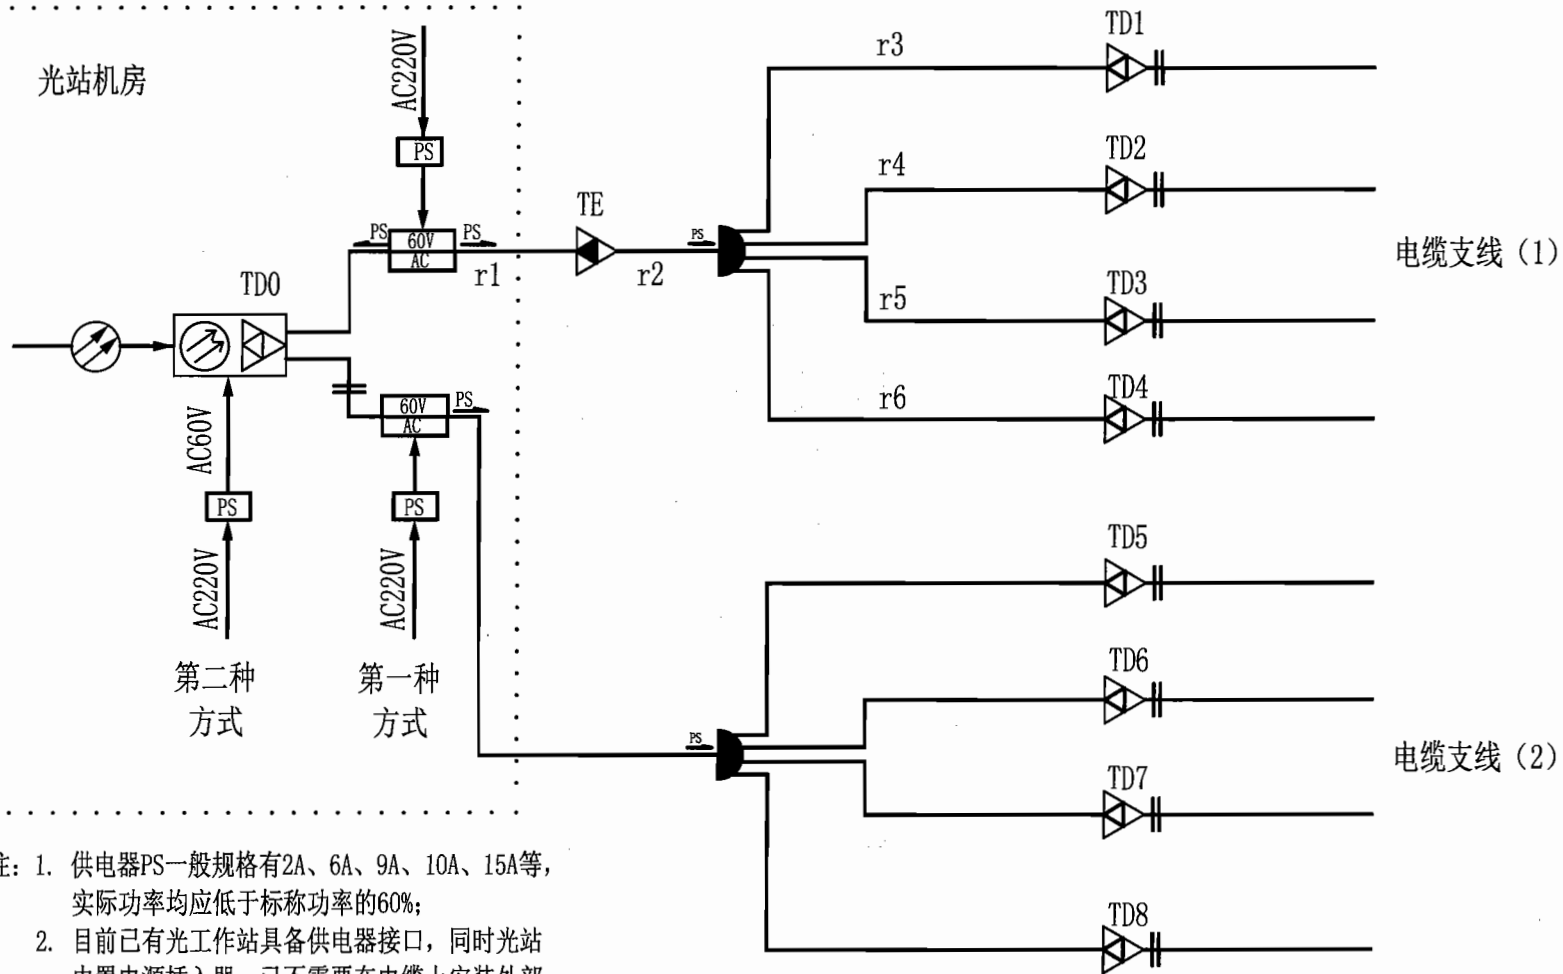 光站机房
AC220V
PS
PS
60V
AC
PS
r1
TE
r2
PS
r3
TD1
r4
TD2
r5
TD3
r6
TD4
电缆支线（1）
TD0
AC60V
PS
AC220V
第二种
方式
60V
AC
PS
PS
AC220V
第一种
方式
PS
TD5
TD6
TD7
TD8
电缆支线（2）
注：1. 供电器PS一般规格有2A、6A、9A、10A、15A等，
实际功率均应低于标称功率的60%；
2. 目前已有光工作站具备供电器接口，同时光站